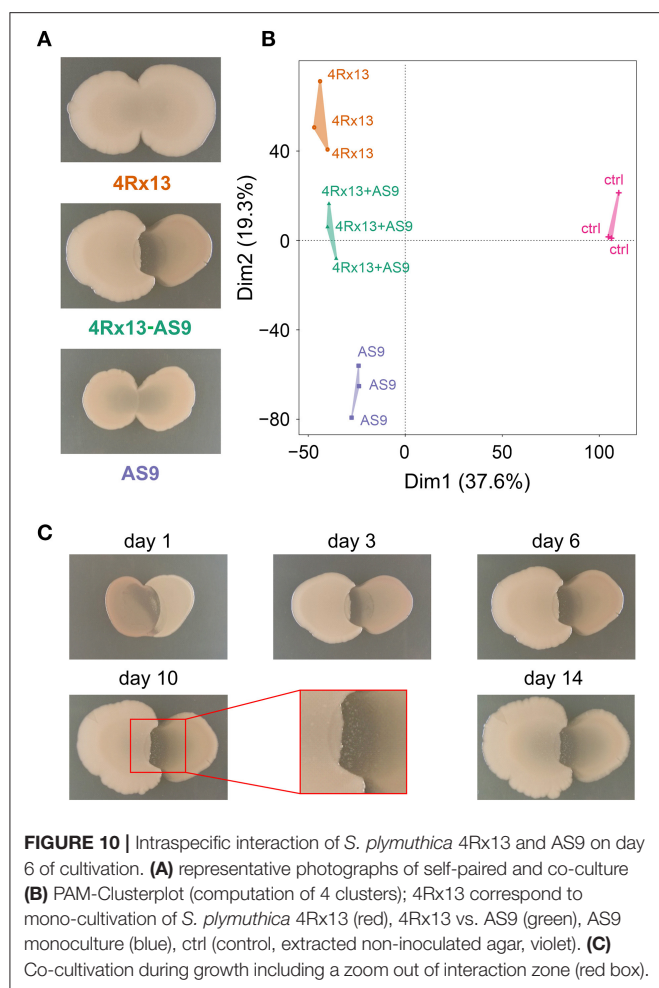 A
4Rx13
4Rx13-AS9
AS9
B
Dim2 (19.3%)
40
0
−40
−80
4Rx13
4Rx13
4Rx13
4Rx13+AS9
4Rx13+AS9
4Rx13+AS9
AS9
AS9
AS9
ctrl
ctrl
ctrl
−50 0 50 100
Dim1 (37.6%)
C
day 1 day 3 day 6
day 10 day 14
FIGURE 10 | Intraspecific interaction of S. plymuthica 4Rx13 and AS9 on day
6 of cultivation. (A) representative photographs of self-paired and co-culture
(B) PAM-Clusterplot (computation of 4 clusters); 4Rx13 correspond to
mono-cultivation of S. plymuthica 4Rx13 (red), 4Rx13 vs. AS9 (green), AS9
monoculture (blue), ctrl (control, extracted non-inoculated agar, violet). (C)
Co-cultivation during growth including a zoom out of interaction zone (red box).